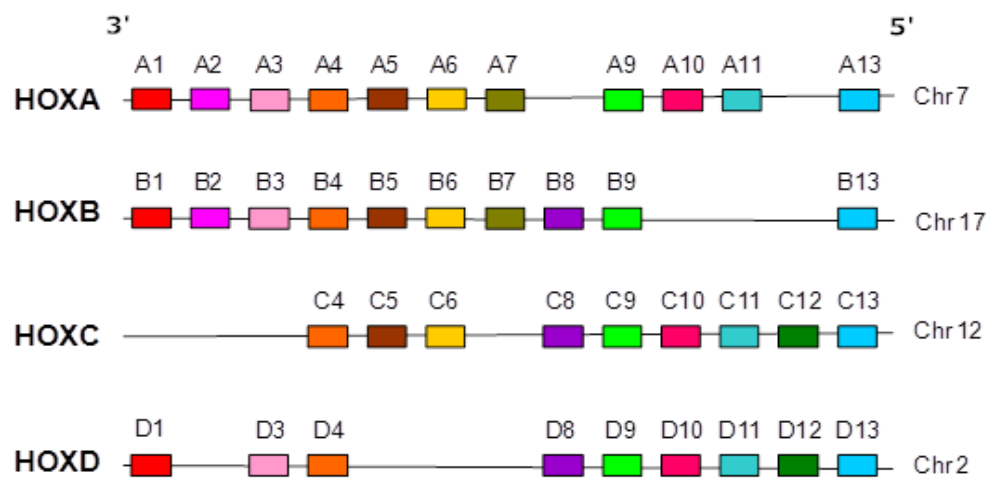 3' 5'
A1 A2 A3 A4 A5 A6 A7 A9 A10 A11 A13
HOXA Chr 7
B1 B2 B3 B4 B5 B6 B7 B8 B9 B13
HOXB Chr 17
C4 C5 C6 C8 C9 C10 C11 C12 C13
HOXC Chr 12
D1 D3 D4 D8 D9 D10 D11 D12 D13
HOXD Chr 2